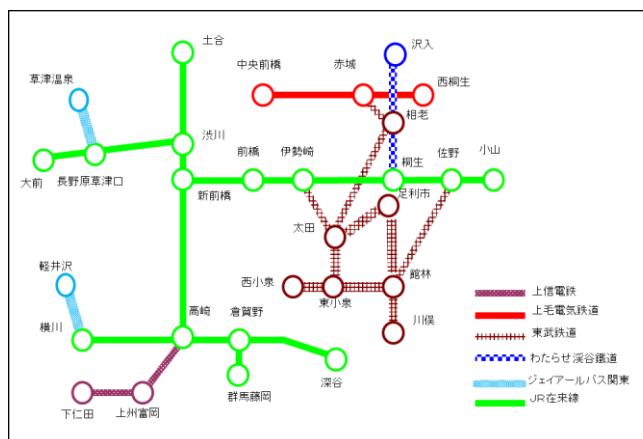 土合
沢入
中央前橋
赤城
西桐生
草津温泉
相老
渋川
前橋
伊勢崎
桐生
佐野
小山
大前
長野原草津口
新前橋
足利市
太田
軽井沢
西小泉
東小泉
館林
上信電鉄
高崎
倉賀野
上毛電気鉄道
横川
川俣
東武鉄道
わたらせ渓谷鐵道
深谷
群馬藤岡
ジェイアールバス関東
下仁田
上州富岡
JR在来線